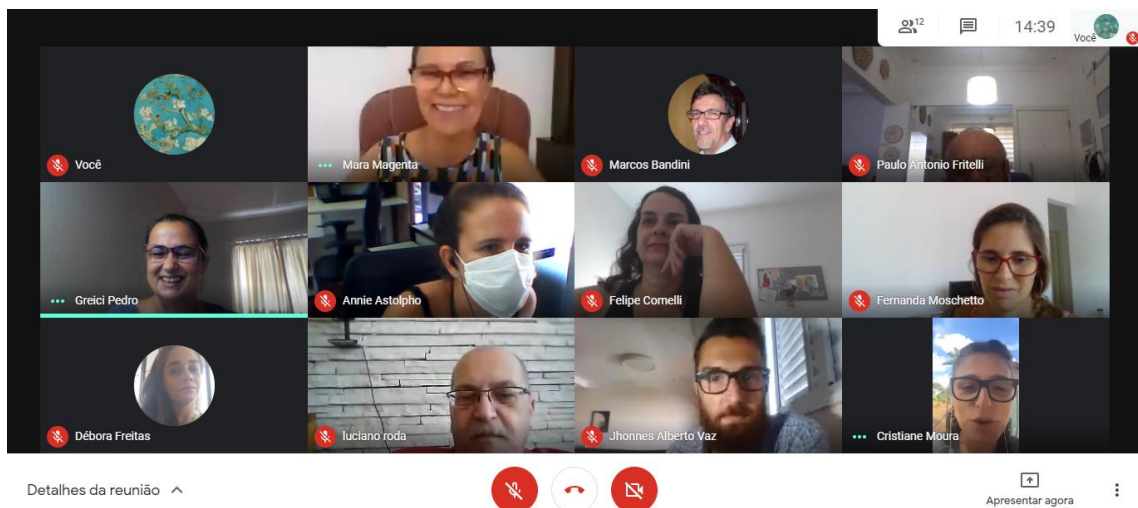 12
14:39
Você
Você
Mara Magenta
Marcos Bandini
Paulo Antonio Fritelli
Greici Pedro
Annie Astolpho
Felipe Comelli
Fernanda Moschetto
Débora Freitas
luciano roda
Jhonnes Alberto Vaz
Cristiane Moura
Detalhes da reunião
Apresentar agora